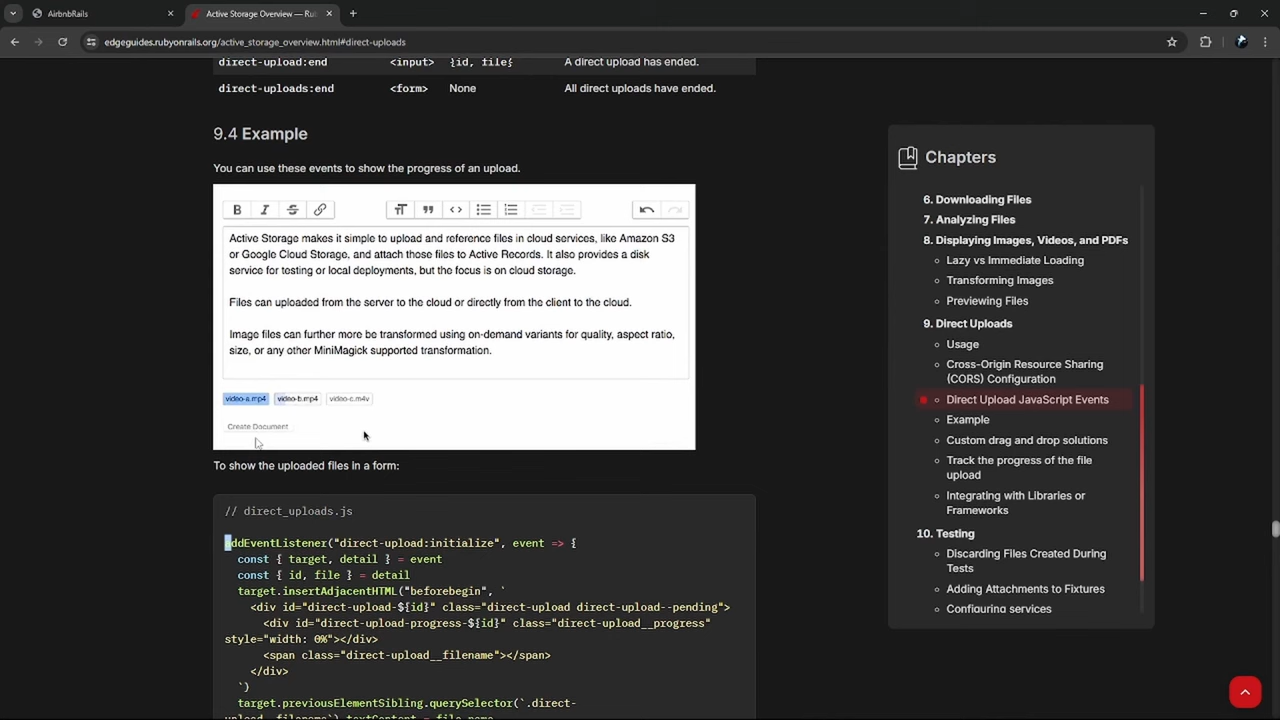 AirbnbRails
Active Storage Overview — Rub
edgeguides.rubyonrails.org/active_storage_overview.html#direct-uploads
direct-upload:end <input> {id, file} A direct upload has ended.
direct-uploads:end <form> None All direct uploads have ended.
9.4 Example
You can use these events to show the progress of an upload.
Active Storage makes it simple to upload and reference files in cloud services, like Amazon S3
or Google Cloud Storage, and attach those files to Active Records. It also provides a disk
service for testing or local deployments, but the focus is on cloud storage.
Files can uploaded from the server to the cloud or directly from the client to the cloud.
Image files can further more be transformed using on-demand variants for quality, aspect ratio,
size, or any other MiniMagick supported transformation.
video-a.mp4 video-b.mp4 video-c.m4v
Create Document
To show the uploaded files in a form:
// direct_uploads.js
addEventListener("direct-upload:initialize", event => {
const { target, detail } = event
const { id, file } = detail
target.insertAdjacentHTML("beforebegin", `
<div id="direct-upload-${id}" class="direct-upload direct-upload--pending">
<div id="direct-upload-progress-${id}" class="direct-upload__progress"
style="width: 0%"></div>
<span class="direct-upload__filename"></span>
</div>
`)
target.previousElementSibling.querySelector(`.direct-
upload__filename`).textContent = file.name
Chapters
6. Downloading Files
7. Analyzing Files
8. Displaying Images, Videos, and PDFs
Lazy vs Immediate Loading
Transforming Images
Previewing Files
9. Direct Uploads
Usage
Cross-Origin Resource Sharing
(CORS) Configuration
Direct Upload JavaScript Events
Example
Custom drag and drop solutions
Track the progress of the file
upload
Integrating with Libraries or
Frameworks
10. Testing
Discarding Files Created During
Tests
Adding Attachments to Fixtures
Configuring services